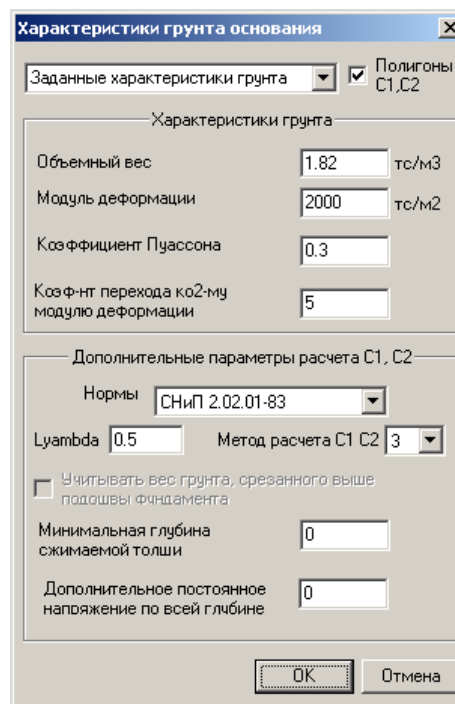 Характеристики грунта основания
Заданные характеристики грунта
Полигоны
С1,С2
Характеристики грунта
Объемный вес 1.82 тс/м3
Модуль деформации 2000 тс/м2
Коэффициент Пуассона 0.3
Коэф-нт перехода ко2-му
модулю деформации 5
Дополнительные параметры расчета С1, С2
Нормы СНиП 2.02.01-83
Lyambda 0.5 Метод расчета С1 С2 3
Учитывать вес грунта, срезанного выше
подошвы фундамента
Минимальная глубина
сжимаемой толши 0
Дополнительное постоянное
напряжение по всей глубине 0
OK Отмена